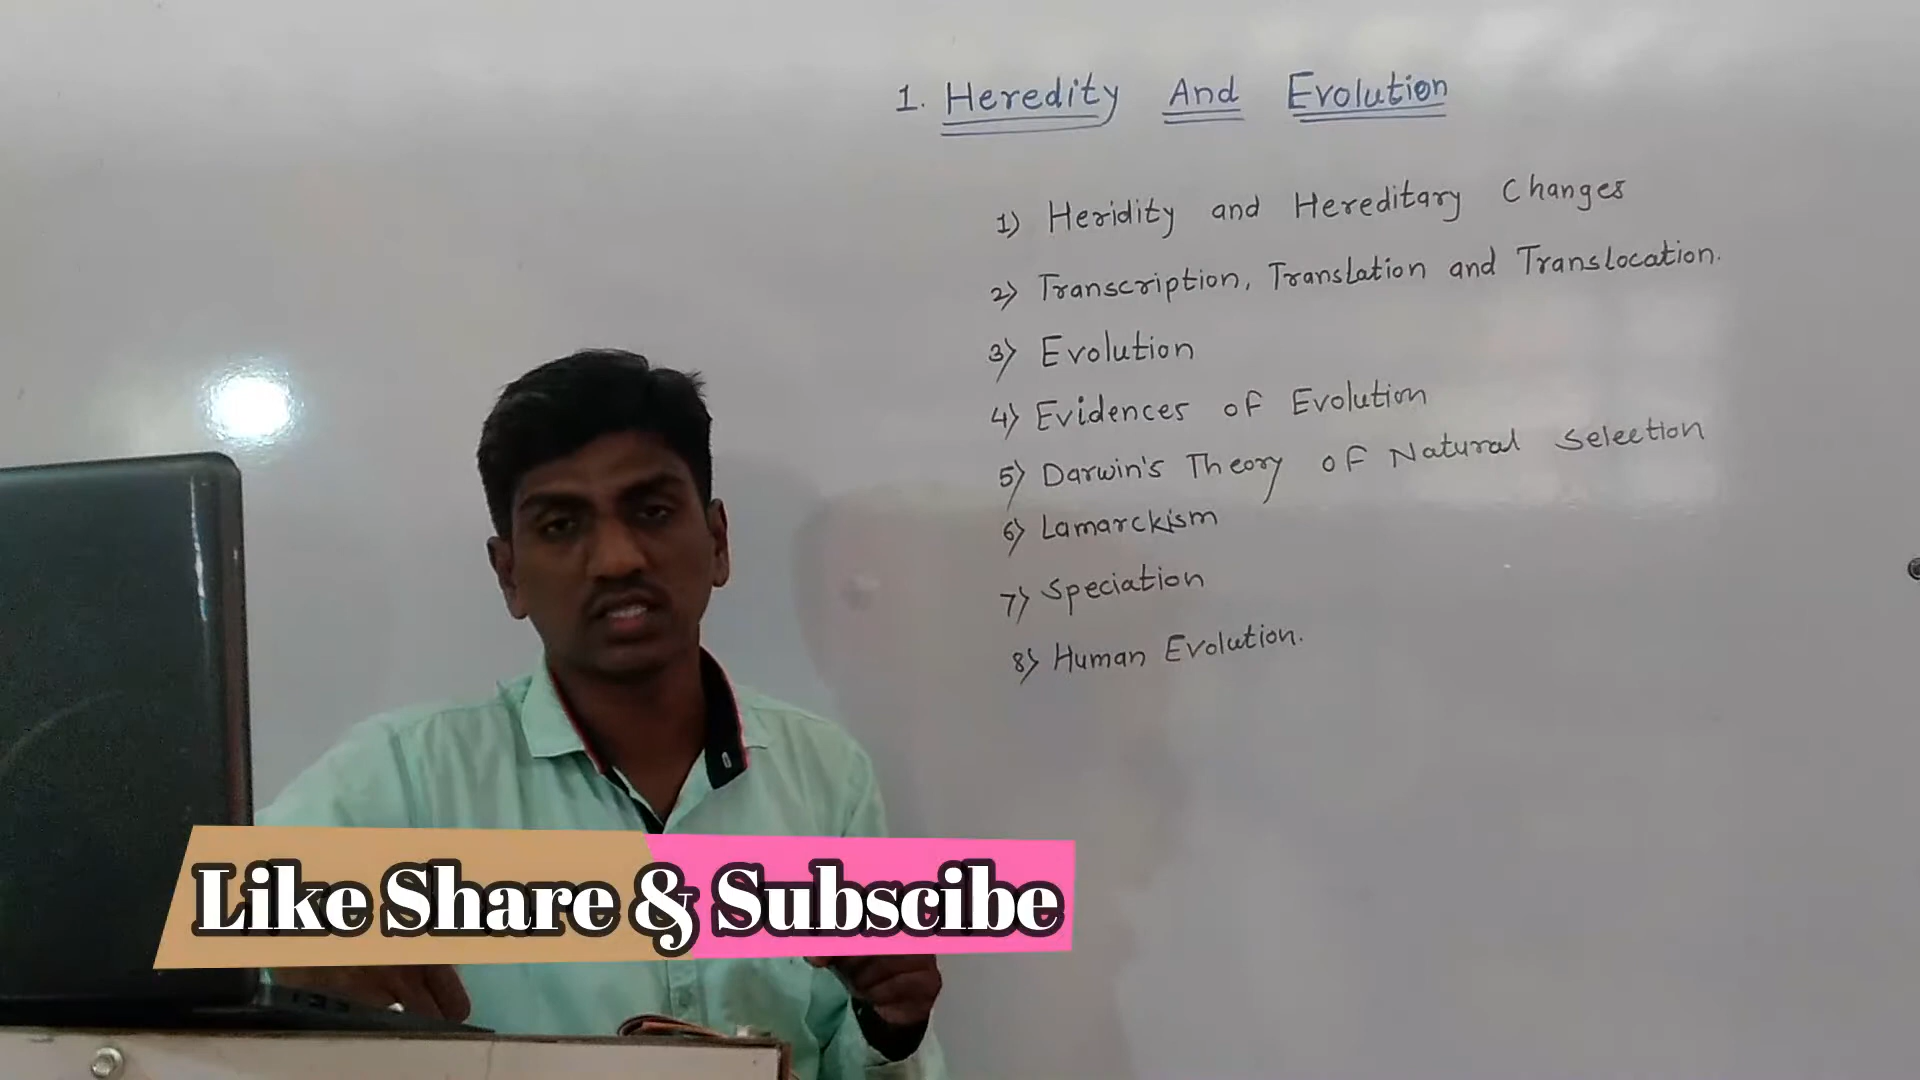 1. Heredity And Evolution
1) Heridity and Hereditary Changes
2) Transcription, Translation and Translocation.
3) Evolution
4) Evidences of Evolution
5) Darwin's Theory of Natural Selection
6) Lamarckism
7) Speciation
8) Human Evolution.
Like Share & Subscibe